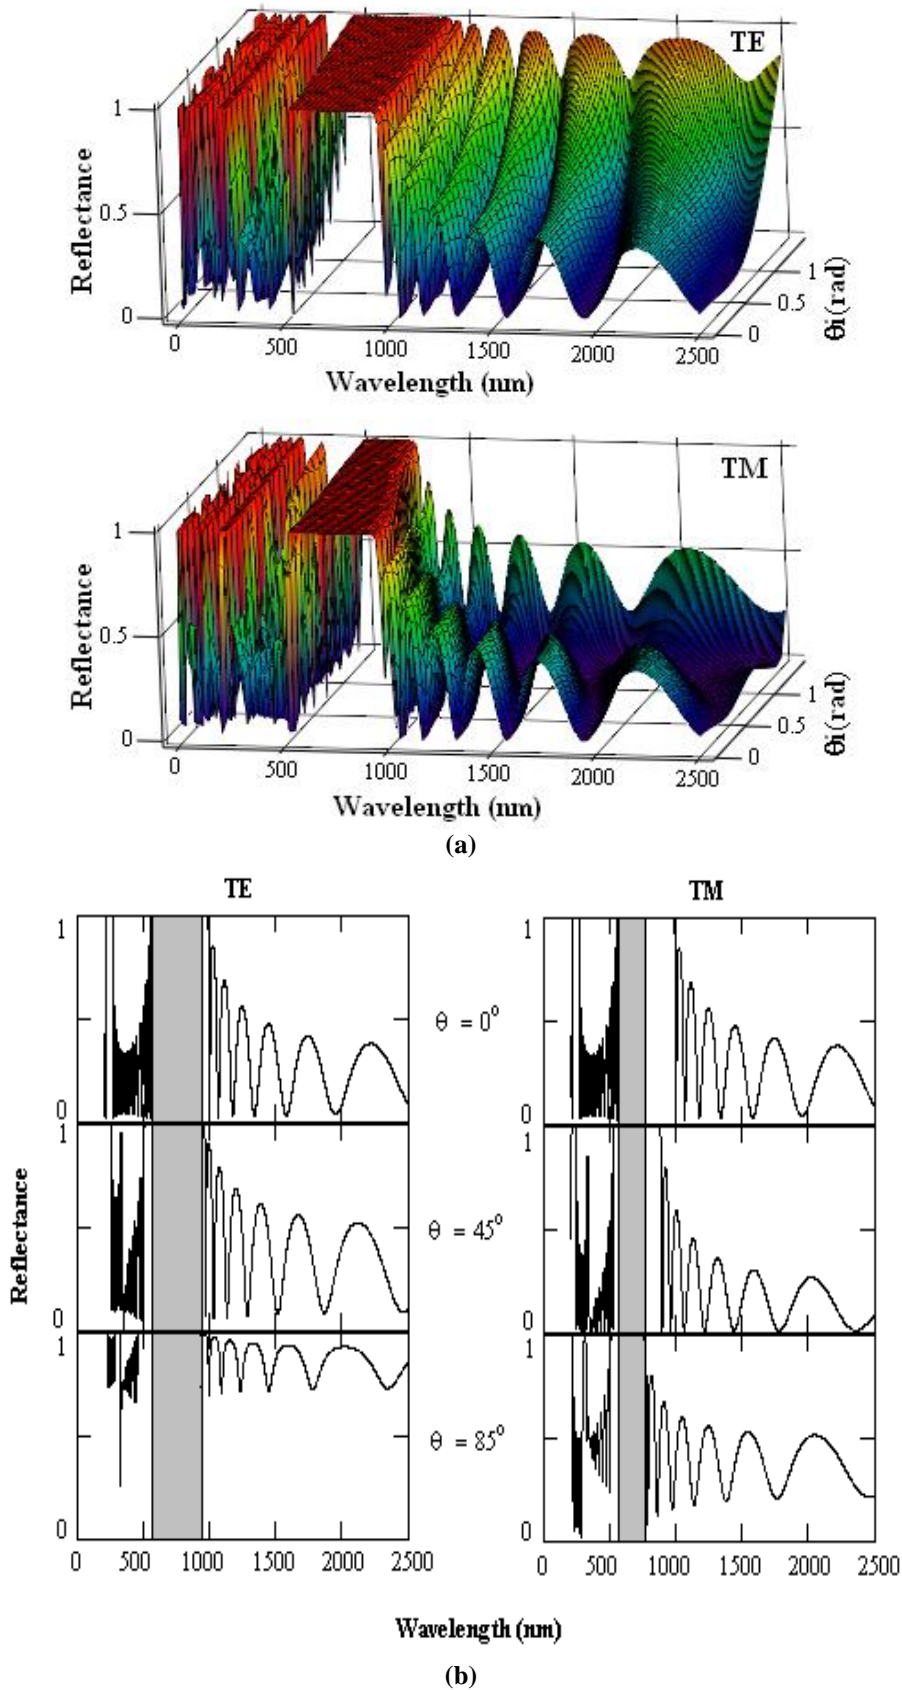 TE
1
0.5
0
Reflectance
0
500
1000
1500
2000
2500
Wavelength (nm)
0
0.5
1
θi(rad)
TM
1
0.5
0
Reflectance
0
500
1000
1500
2000
2500
Wavelength (nm)
0
0.5
1
θi(rad)
(a)
TE
TM
1
0
θ = 0°
1
0
1
0
θ = 45°
1
0
1
0
θ = 85°
1
0
Reflectance
0 500 1000 1500 2000 2500
0 500 1000 1500 2000 2500
Wavelength (nm)
(b)